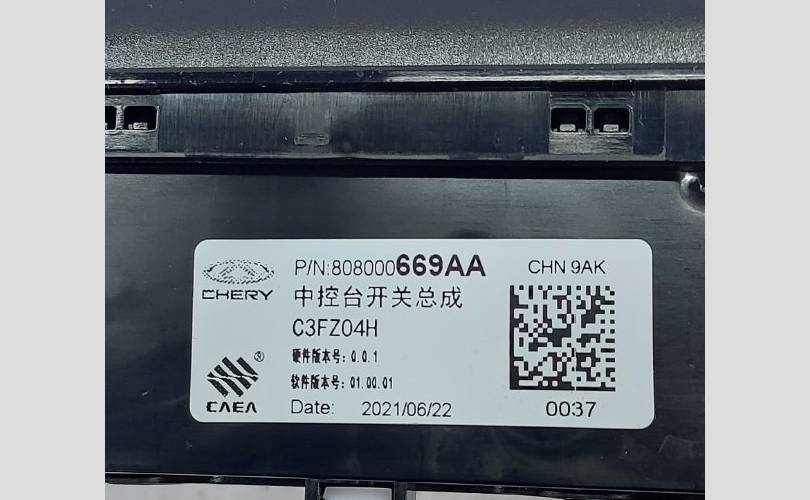 CHERY
P/N:808000669AA
CHN 9AK
中控台开关总成
C3FZ04H
硬件版本号：0.0.1
软件版本号：01.00.01
CAEA ®
Date: 2021/06/22
0037